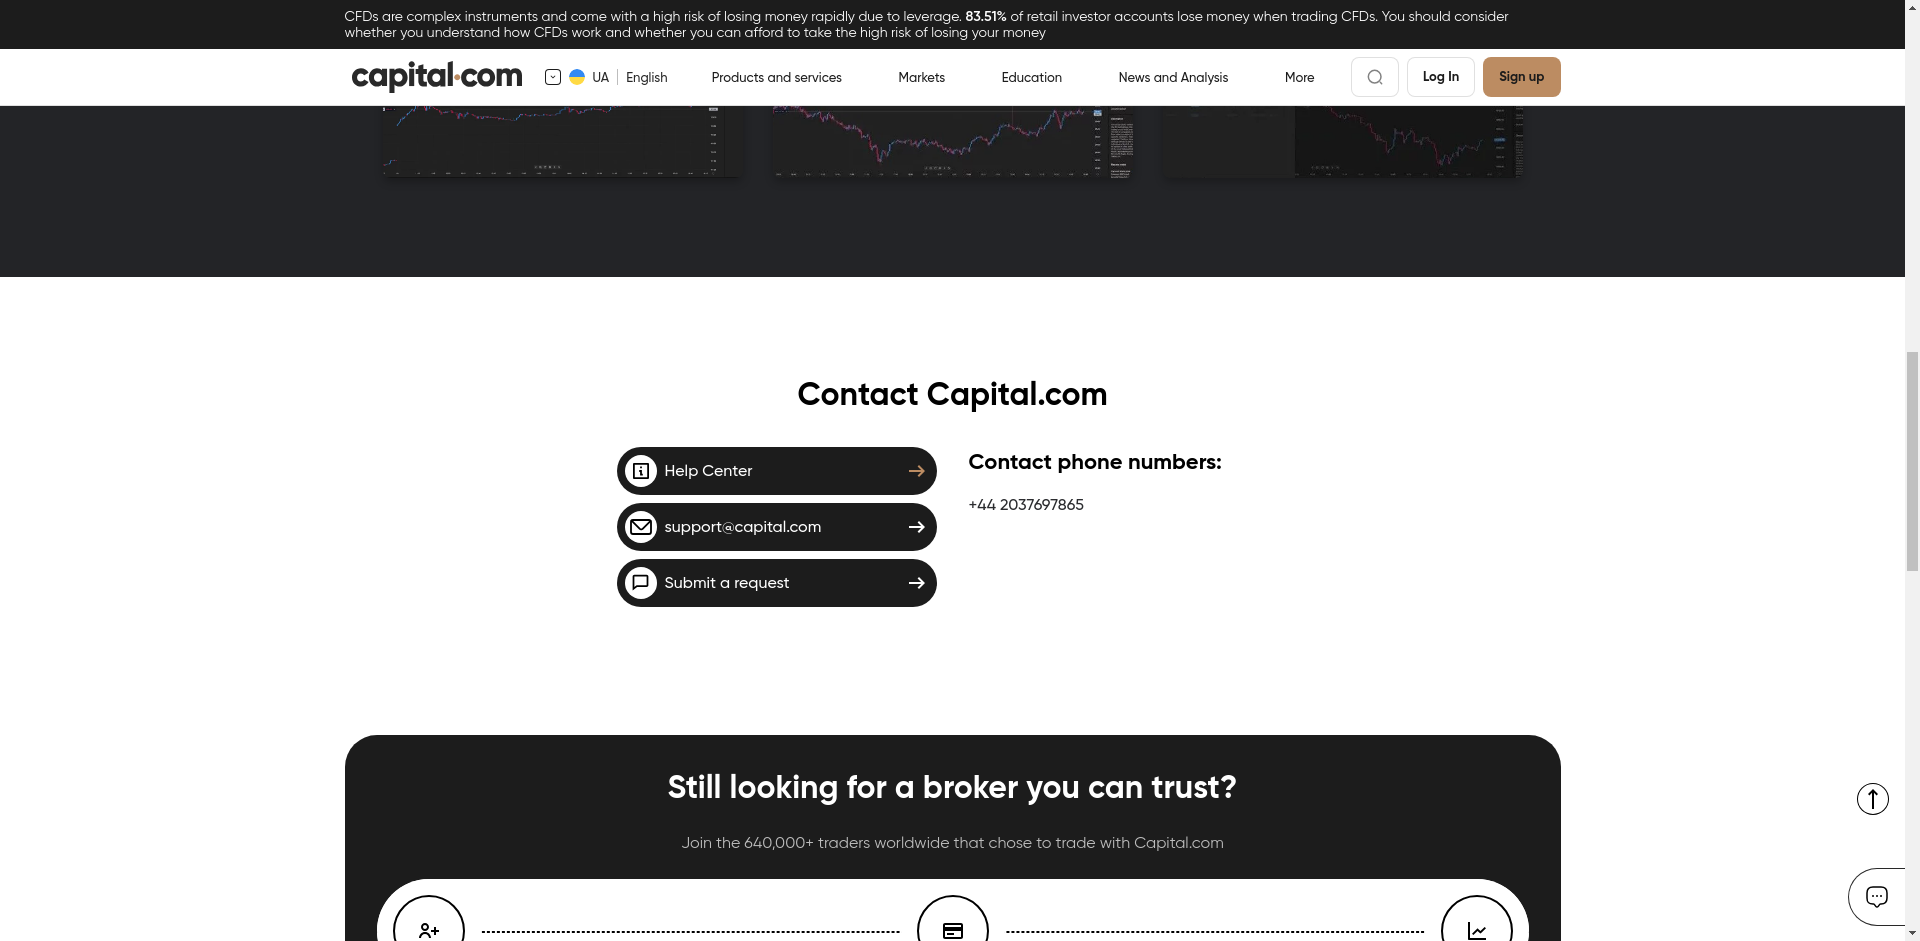 CFDs are complex instruments and come with a high risk of losing money rapidly due to leverage. 83.51% of retail investor accounts lose money when trading CFDs. You should consider
whether you understand how CFDs work and whether you can afford to take the high risk of losing your money
capital.com
UA
English
Products and services
Markets
Education
News and Analysis
More
Log In
Sign up
Contact Capital.com
Help Center
support@capital.com
Submit a request
Contact phone numbers:
+44 2037697865
Still looking for a broker you can trust?
Join the 640,000+ traders worldwide that chose to trade with Capital.com